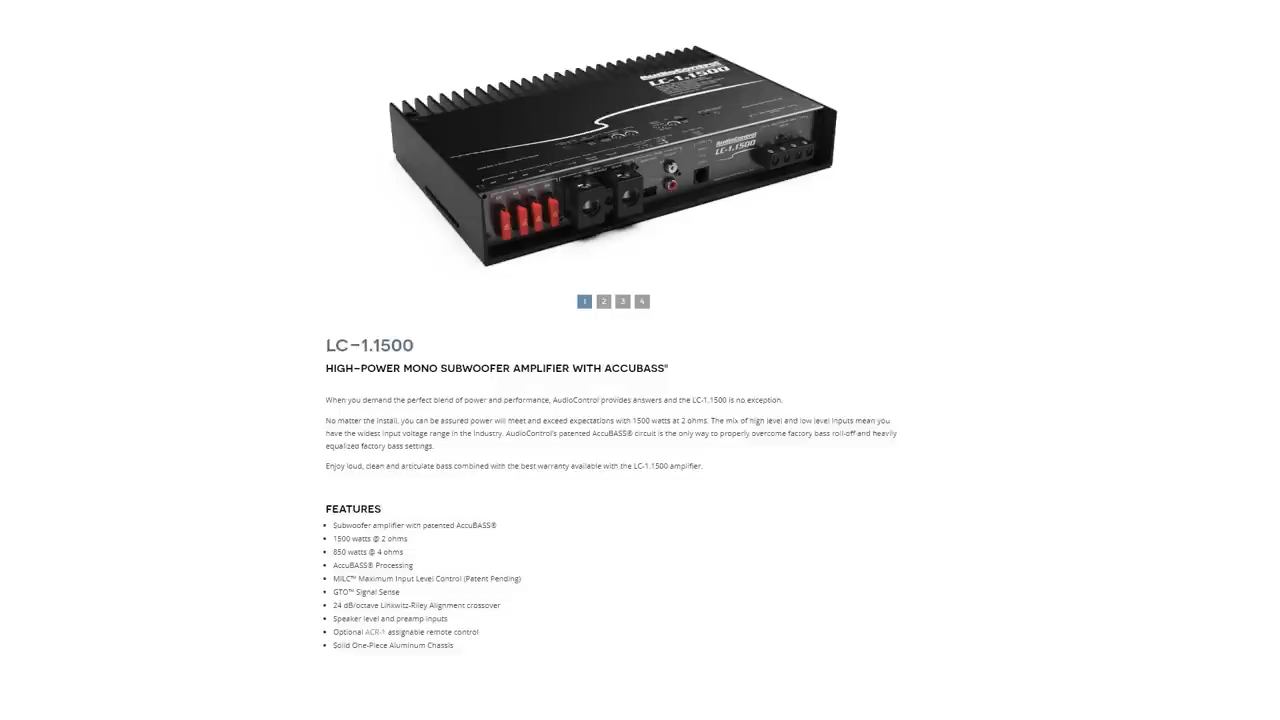 AudioControl
LC-1.1500
AudioControl
LC-1.1500
1 2 3 4
LC-1.1500
HIGH-POWER MONO SUBWOOFER AMPLIFIER WITH ACCUBASS®
When you demand the perfect blend of power and performance, AudioControl provides answers and the LC-1.1500 is no exception.
No matter the install, you can be assured power will meet and exceed expectations with 1500 watts at 2 ohms. The mix of high level and low level inputs mean you
have the widest input voltage range in the industry. AudioControl's patented AccuBASS® circuit is the only way to properly overcome factory bass roll-off and heavily
equalized factory bass settings.
Enjoy loud, clean and articulate bass combined with the best warranty available with the LC-1.1500 amplifier.
FEATURES
• Subwoofer amplifier with patented AccuBASS®
• 1500 watts @ 2 ohms
• 850 watts @ 4 ohms
• AccuBASS® Processing
• MILC™ Maximum Input Level Control (Patent Pending)
• GTO™ Signal Sense
• 24 dB/octave Linkwitz-Riley Alignment crossover
• Speaker level and preamp inputs
• Optional ACR-1 assignable remote control
• Solid One-Piece Aluminum Chassis